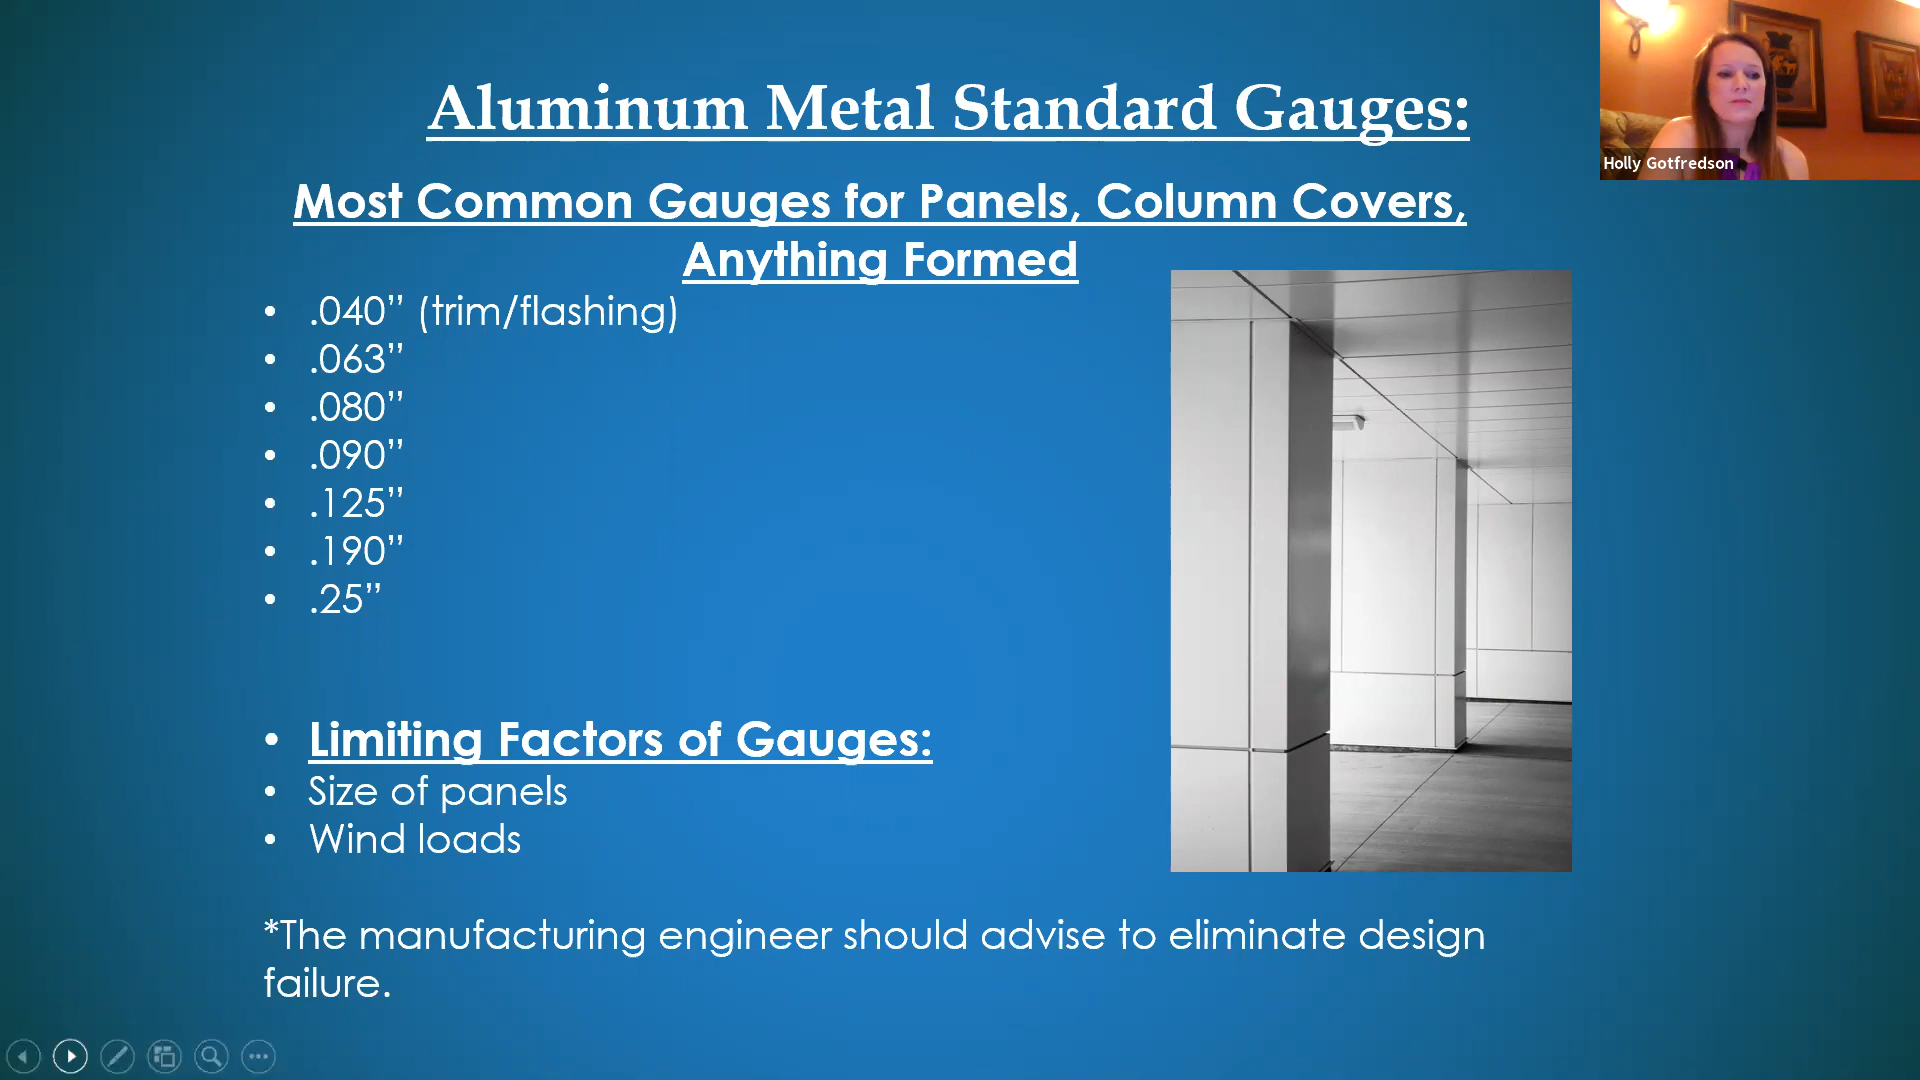 Aluminum Metal Standard Gauges:
Most Common Gauges for Panels, Column Covers,
Anything Formed
• .040” (trim/flashing)
• .063”
• .080”
• .090”
• .125”
• .190”
• .25”
• Limiting Factors of Gauges:
• Size of panels
• Wind loads
*The manufacturing engineer should advise to eliminate design
failure.
Holly Gotfredson